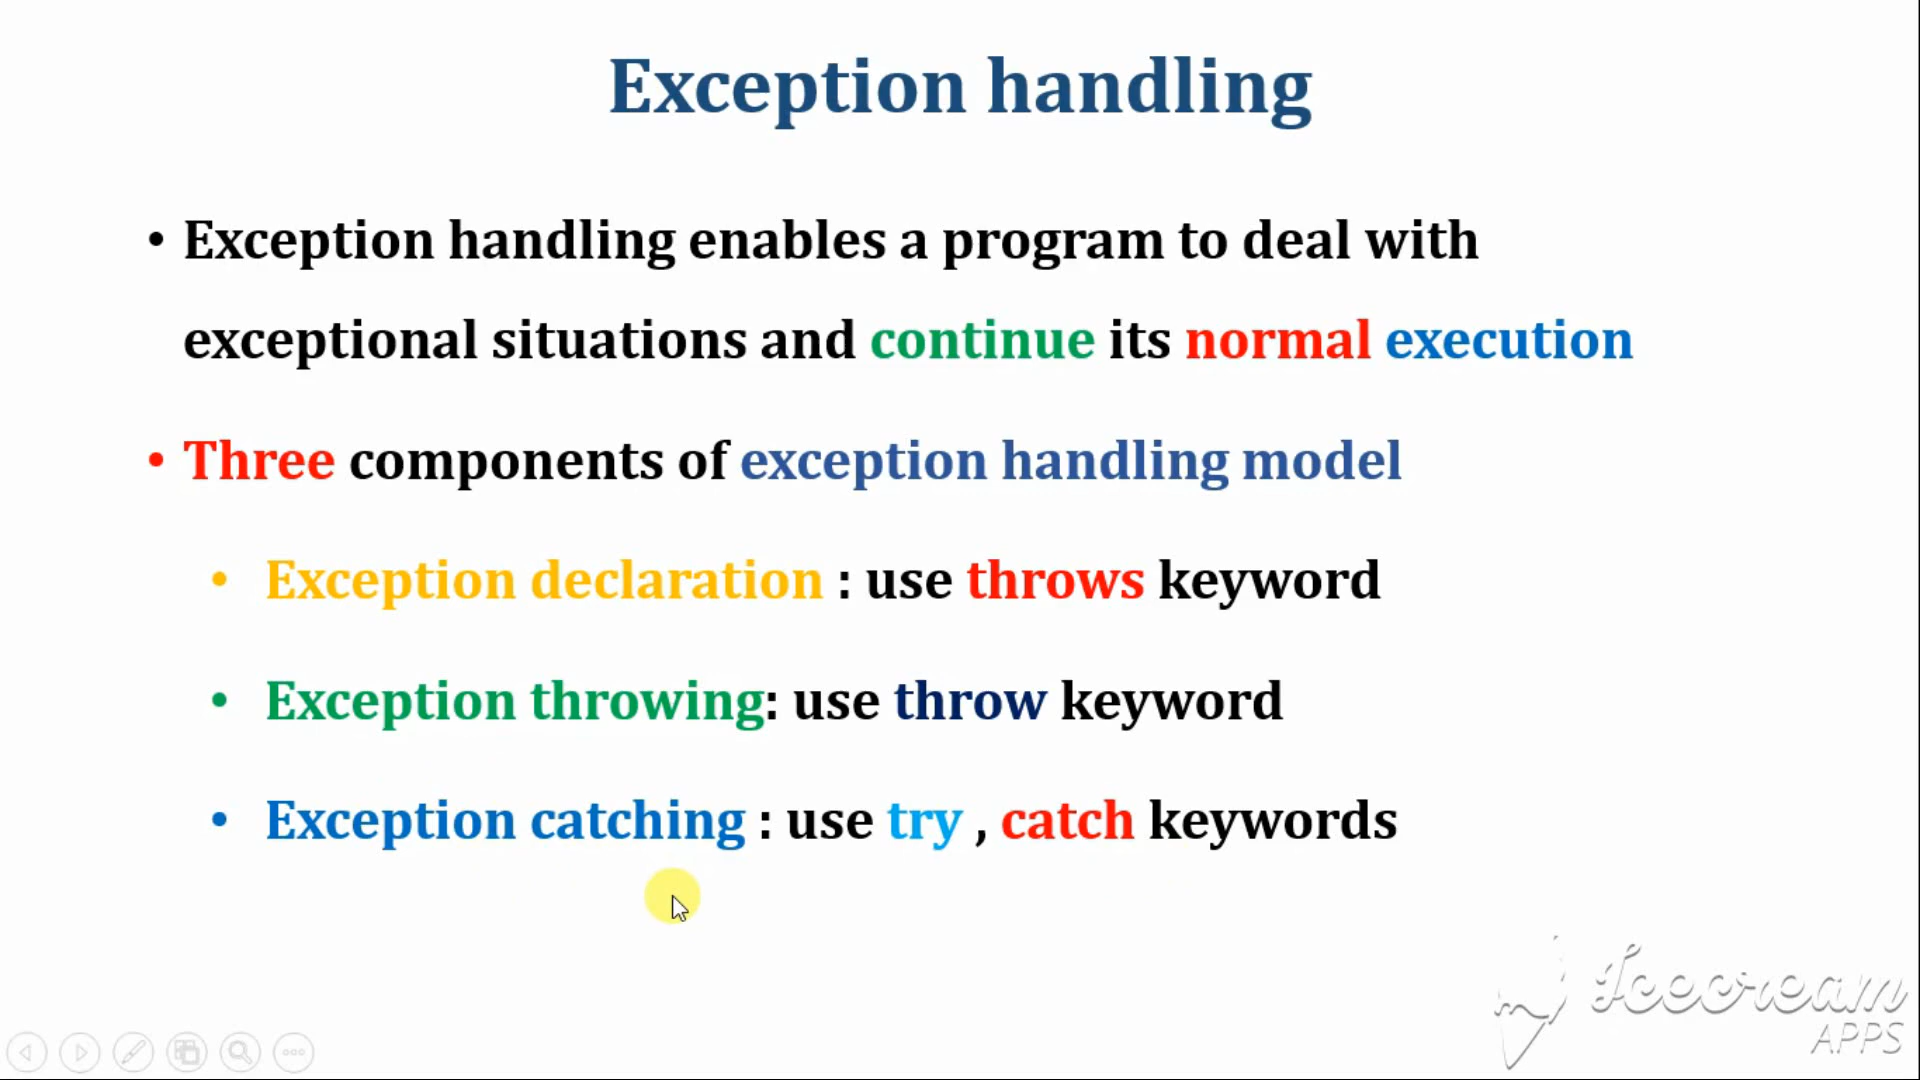 Exception handling
• Exception handling enables a program to deal with
exceptional situations and continue its normal execution
• Three components of exception handling model
• Exception declaration : use throws keyword
• Exception throwing: use throw keyword
• Exception catching : use try , catch keywords
Icecream
APPS